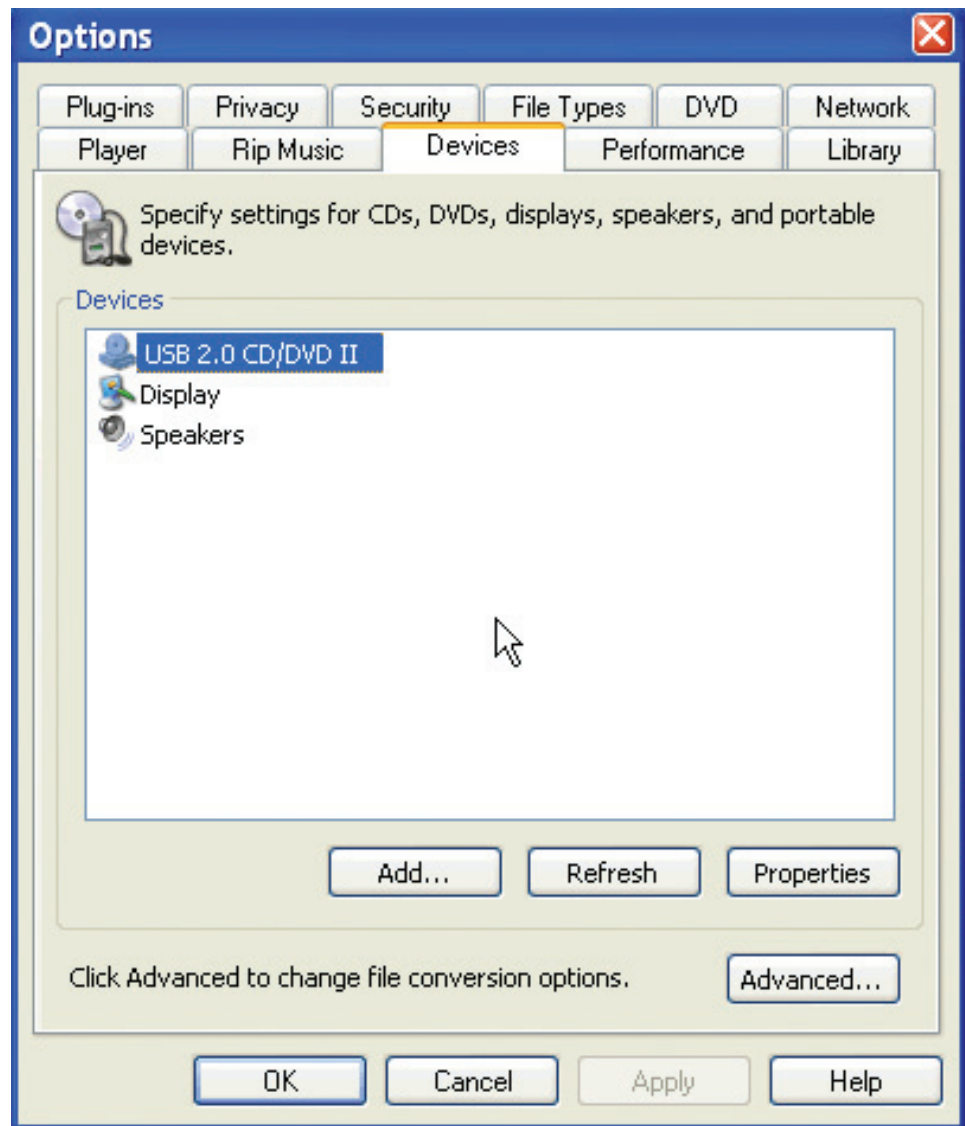 Options
Plug-ins Privacy Security File Types DVD Network
Player Rip Music Devices Performance Library
Specify settings for CDs, DVDs, displays, speakers, and portable
devices.
Devices
USB 2.0 CD/DVD II
Display
Speakers
Add... Refresh Properties
Click Advanced to change file conversion options. Advanced...
OK Cancel Apply Help